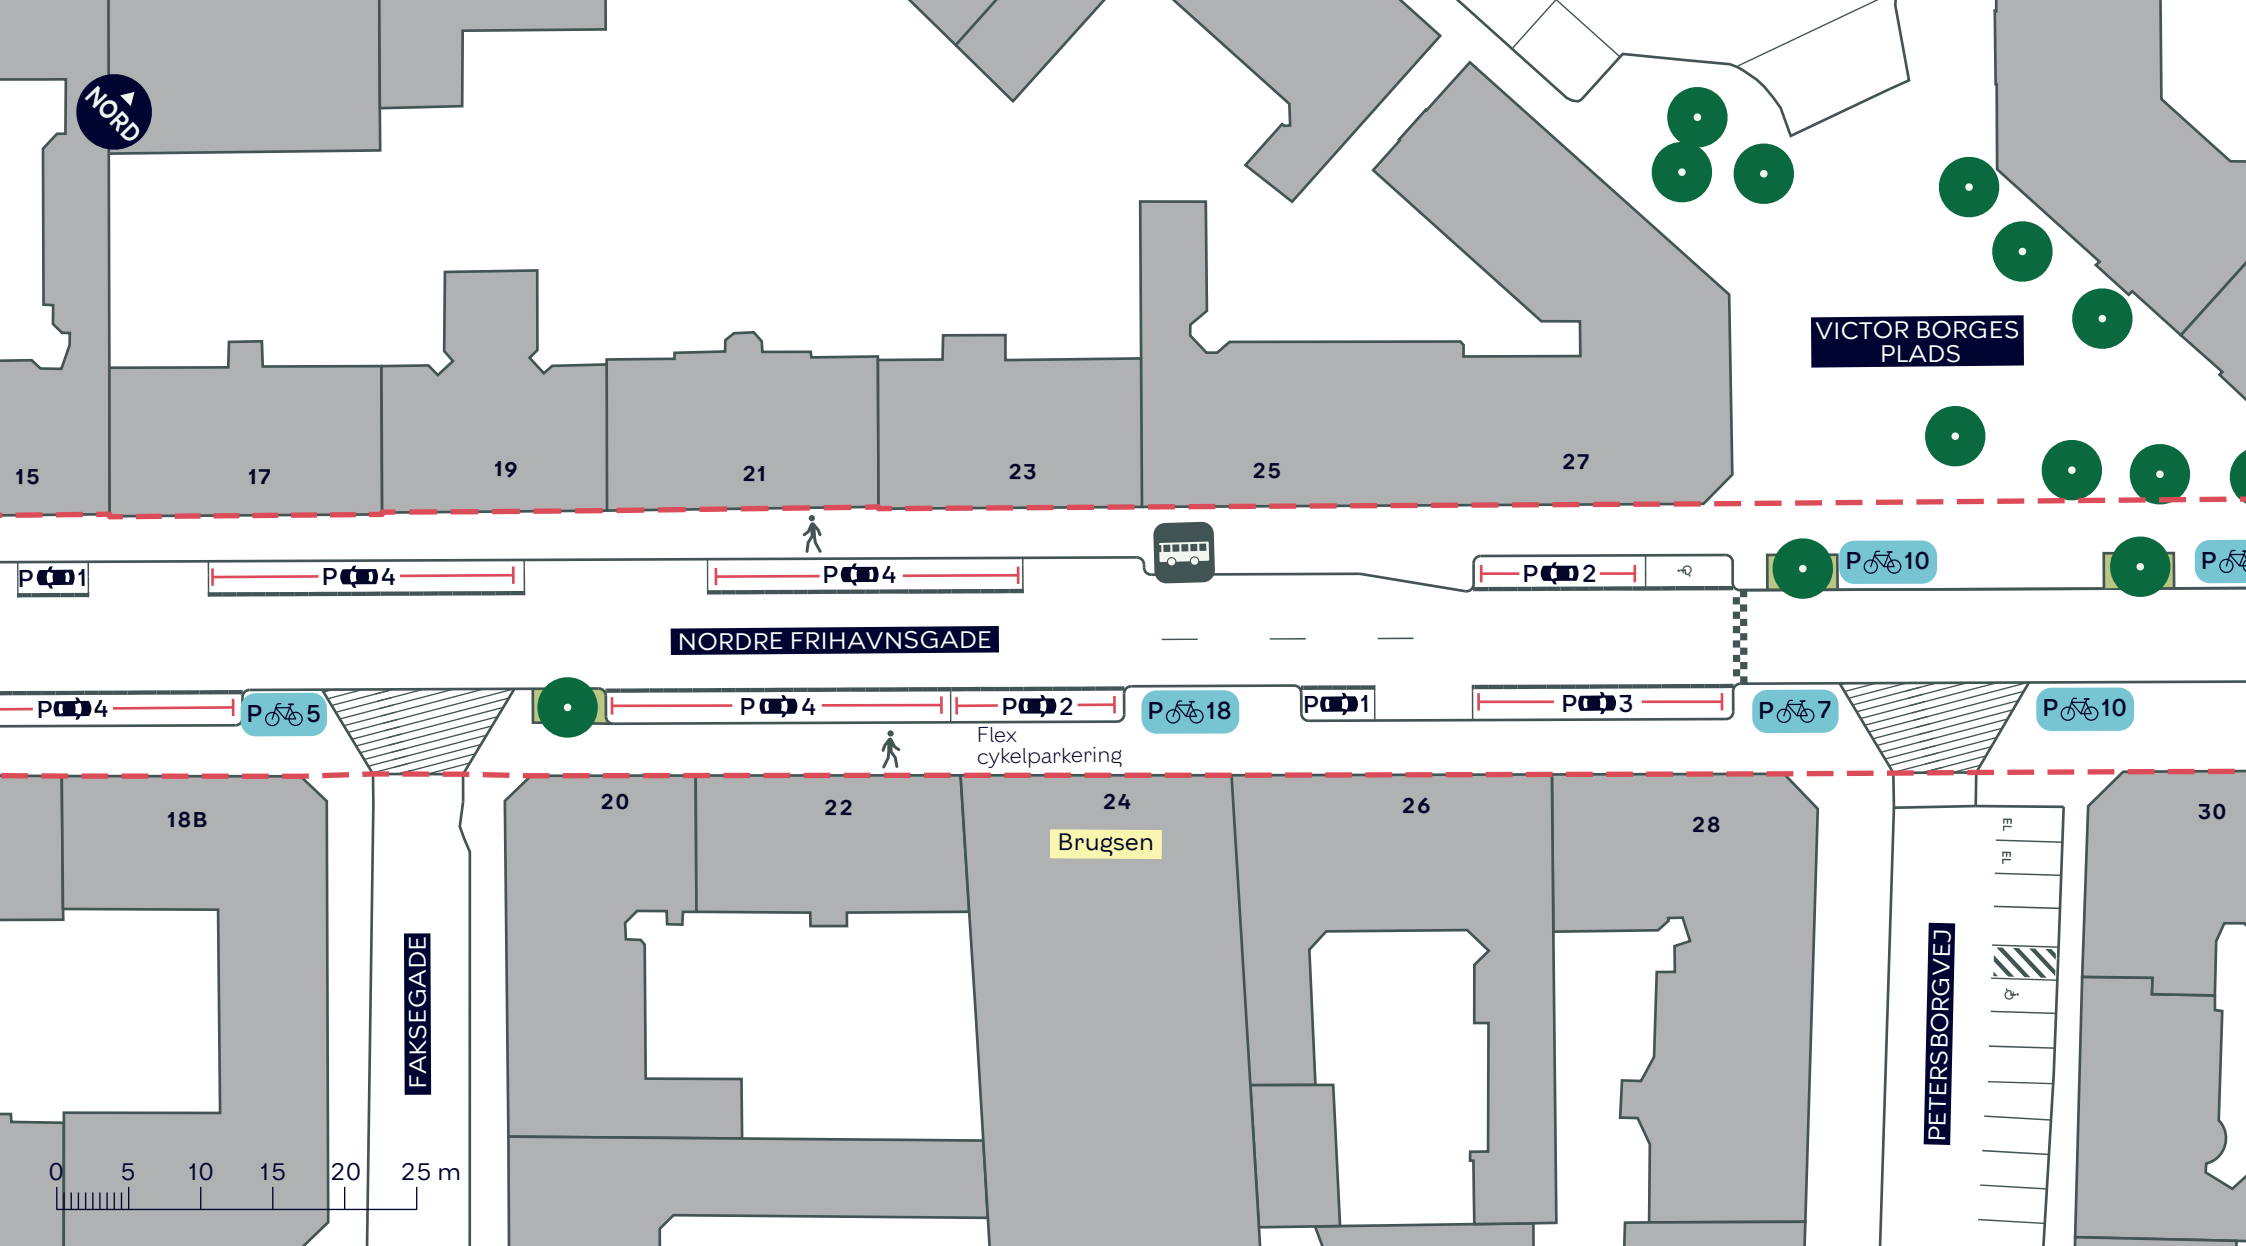 NORD
VICTOR BORGES
PLADS
15
17
19
21
23
25
27
P 1
P 4
P 4
P 2
P 10
P
NORDRE FRIHAVNSGADE
P 4
P 5
P 4
P 2
P 18
P 1
P 3
P 7
P 10
Flex
cykelparkering
18B
20
22
24
26
28
30
Brugsen
EL
EL
FAKSEGADE
PETERSBORGVEJ
0 5 10 15 20 25 m